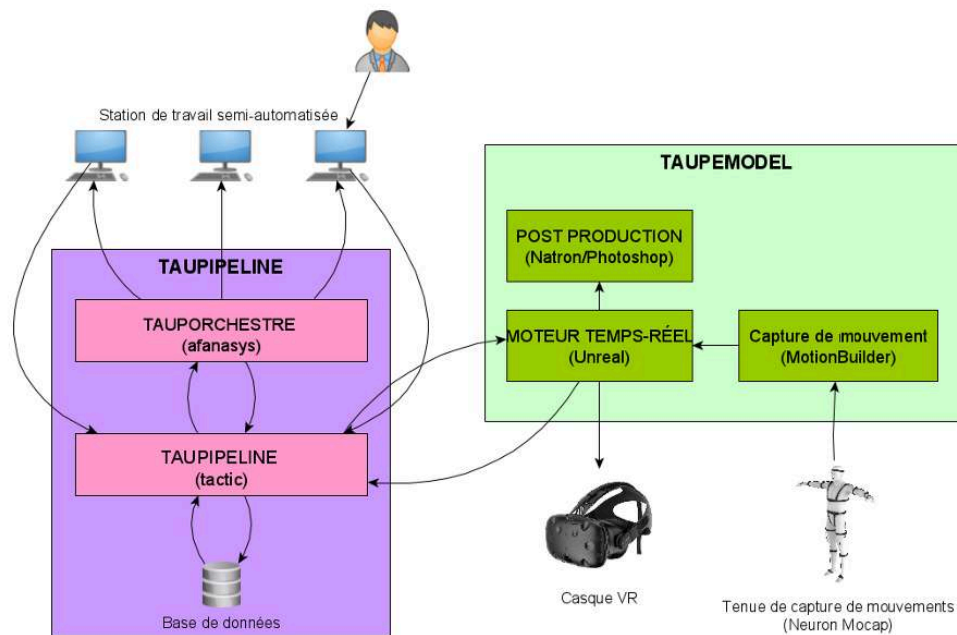 Station de travail semi-automatisée
TAUPIPELINE
TAUPORCHESTRE
(afanasys)
TAUPIPELINE
(tactic)
Base de données
TAUPEMODEL
POST PRODUCTION
(Natron/Photoshop)
MOTEUR TEMPS-RÉEL
(Unreal)
Capture de mouvement
(MotionBuilder)
Casque VR
Tenue de capture de mouvements
(Neuron Mocap)